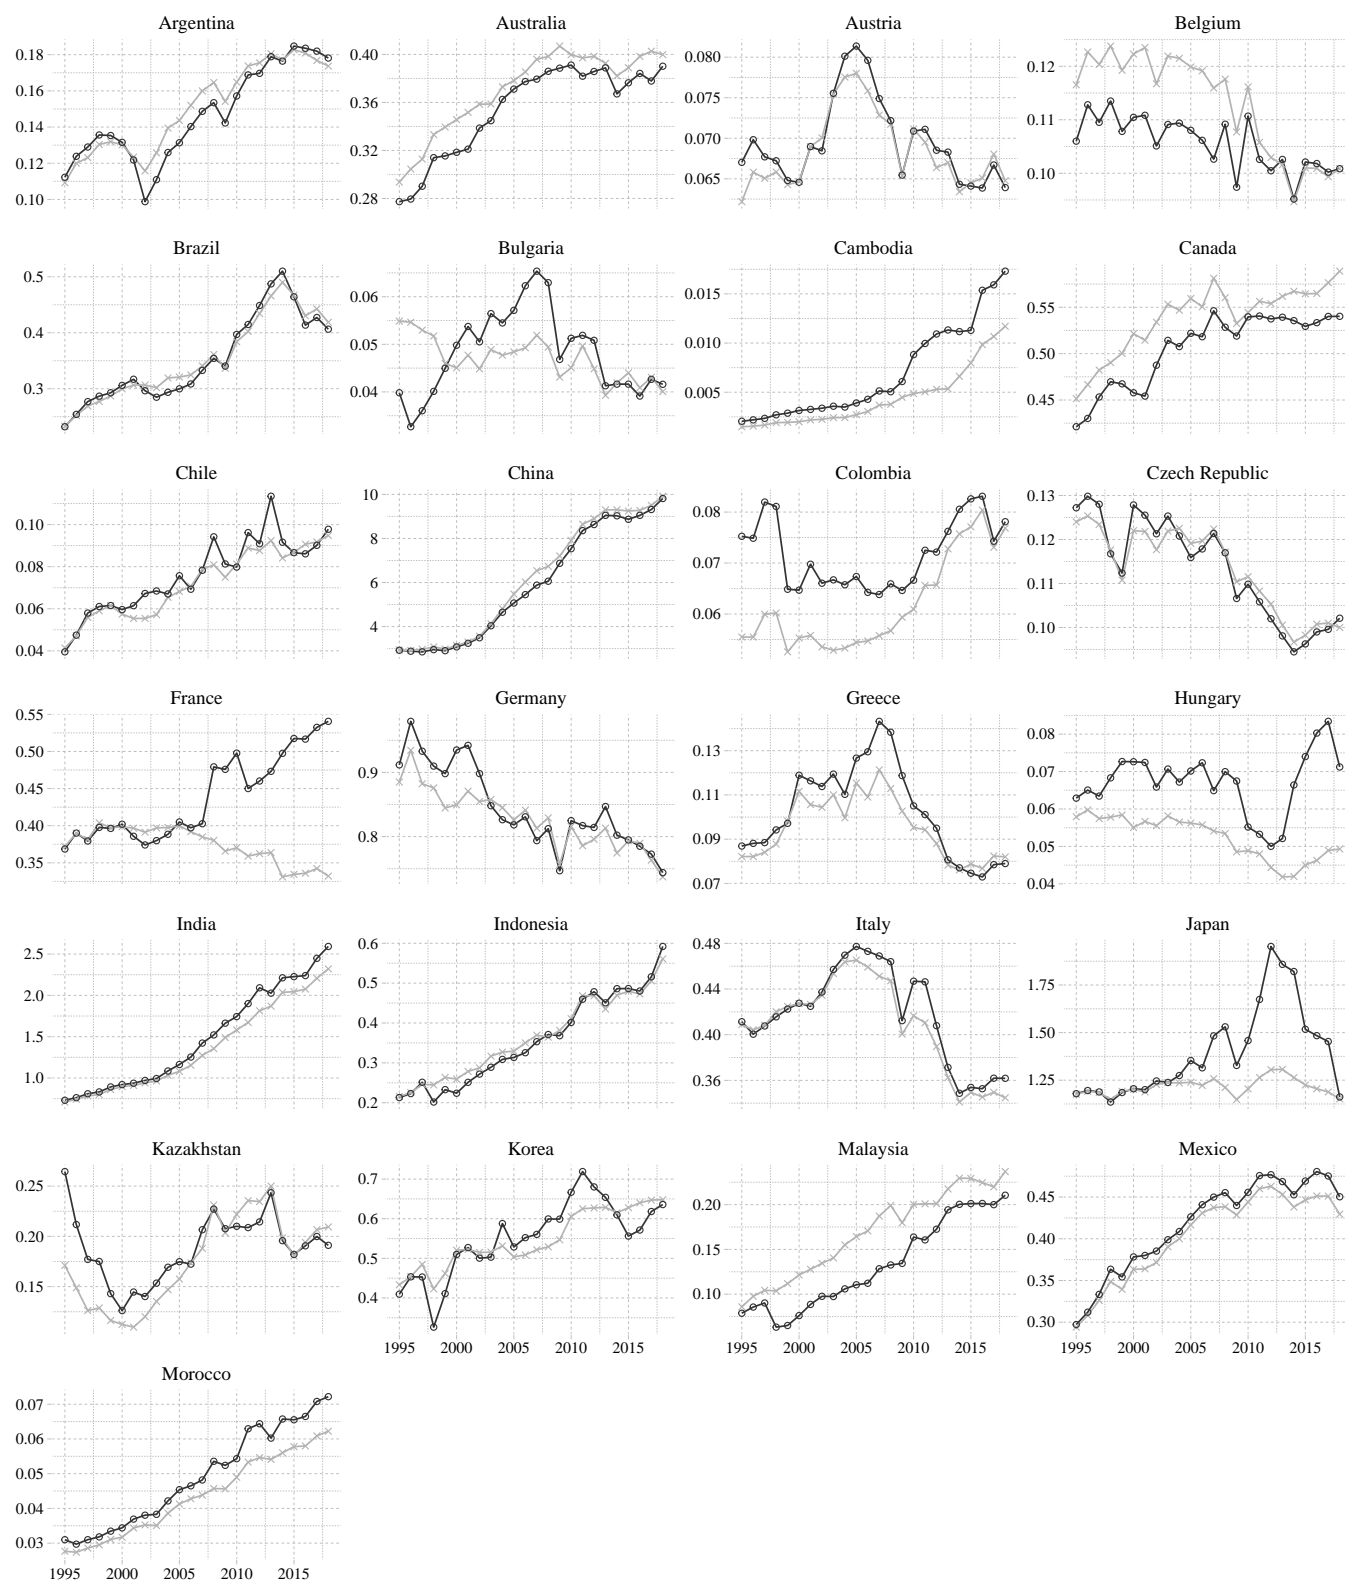 Argentina Australia Austria Belgium
0.18 0.16 0.14 0.12 0.10
0.40 0.36 0.32 0.28
0.080 0.075 0.070 0.065
0.12 0.11 0.10
Brazil Bulgaria Cambodia Canada
0.5 0.4 0.3
0.06 0.05 0.04
0.015 0.010 0.005
0.55 0.50 0.45
Chile China Colombia Czech Republic
0.10 0.08 0.06 0.04
10 8 6 4
0.08 0.07 0.06
0.13 0.12 0.11 0.10
France Germany Greece Hungary
0.55 0.50 0.45 0.40 0.35
0.9 0.8
0.13 0.11 0.09 0.07
0.08 0.07 0.06 0.05 0.04
India Indonesia Italy Japan
2.5 2.0 1.5 1.0
0.6 0.5 0.4 0.3 0.2
0.48 0.44 0.40 0.36
1.75 1.50 1.25
Kazakhstan Korea Malaysia Mexico
0.25 0.20 0.15
0.7 0.6 0.5 0.4
0.20 0.15 0.10
0.45 0.40 0.35 0.30
1995 2000 2005 2010 2015 1995 2000 2005 2010 2015 1995 2000 2005 2010 2015
Morocco
0.07 0.06 0.05 0.04 0.03
1995 2000 2005 2010 2015